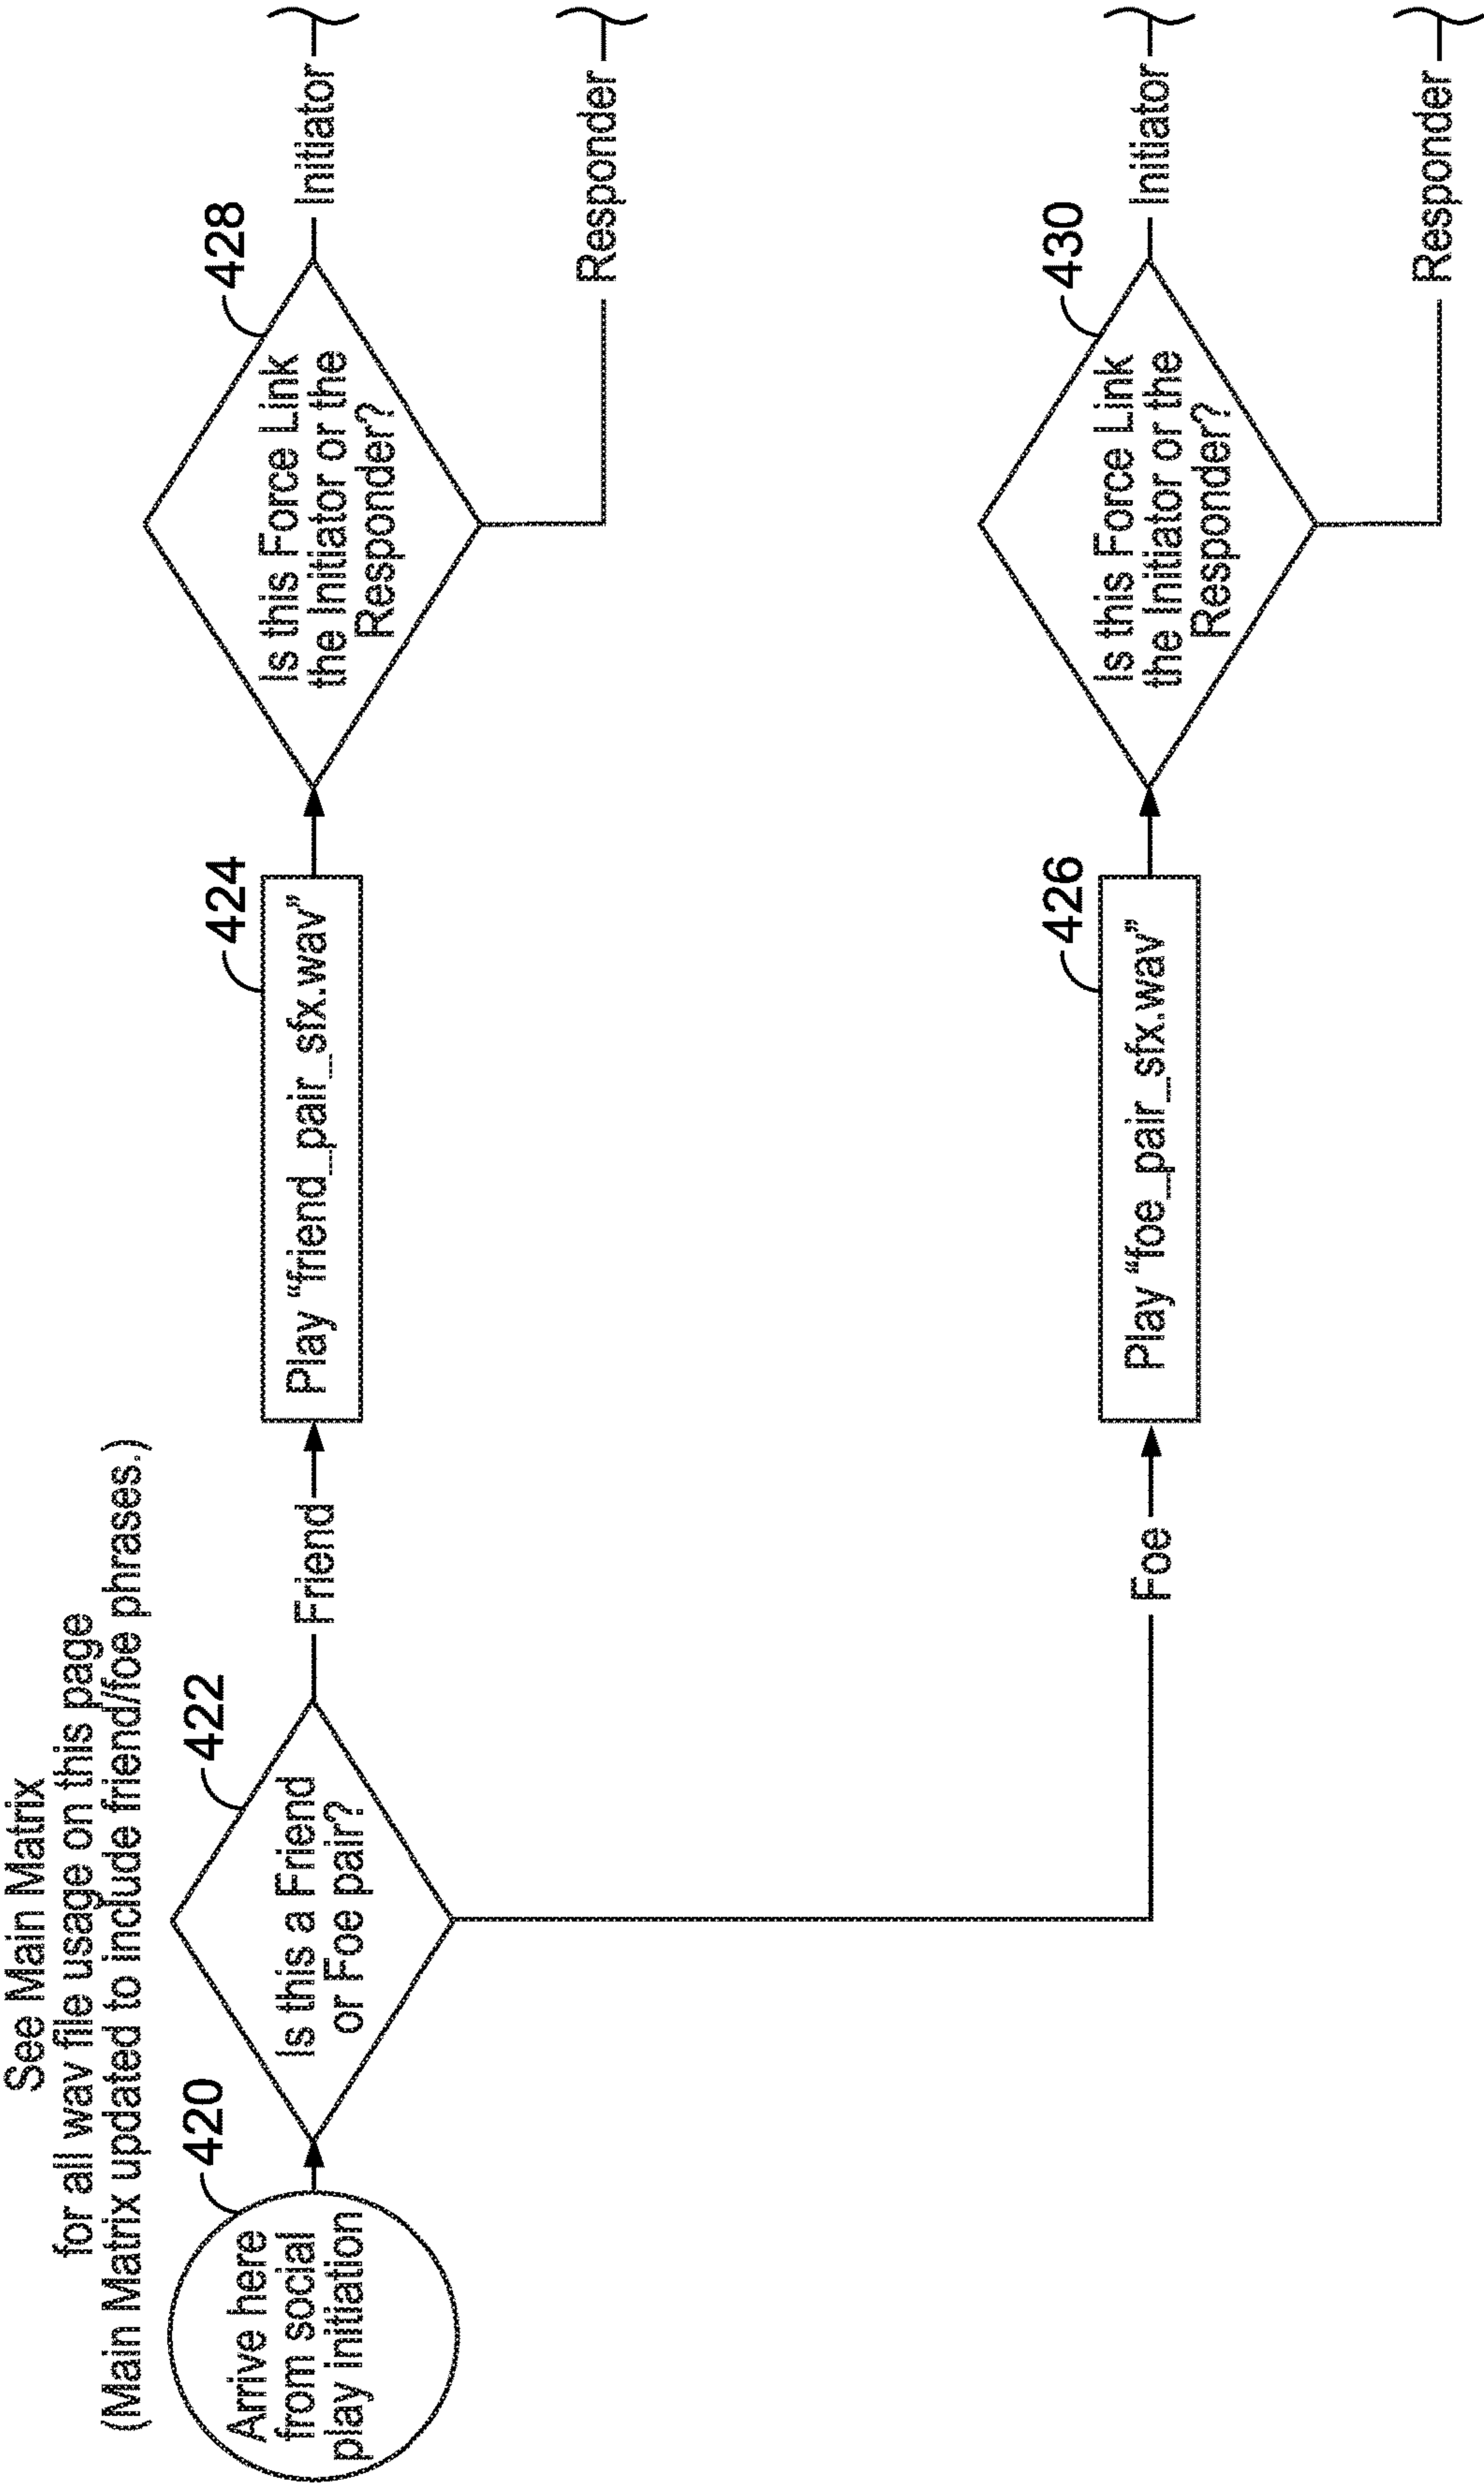 See Main Matrix
for all wav file usage on this page
(Main Matrix updated to include friend/foe phrases.)
420
Arrive here
from social
play initiation
422
Is this a Friend
or Foe pair?
Friend
424
Play “friend_pair_sfx.wav”
428
Is this Force Link
the Initiator or the
Responder?
Initiator
Responder
Foe
426
Play “foe_pair_sfx.wav”
430
Is this Force Link
the Initiator or the
Responder?
Initiator
Responder